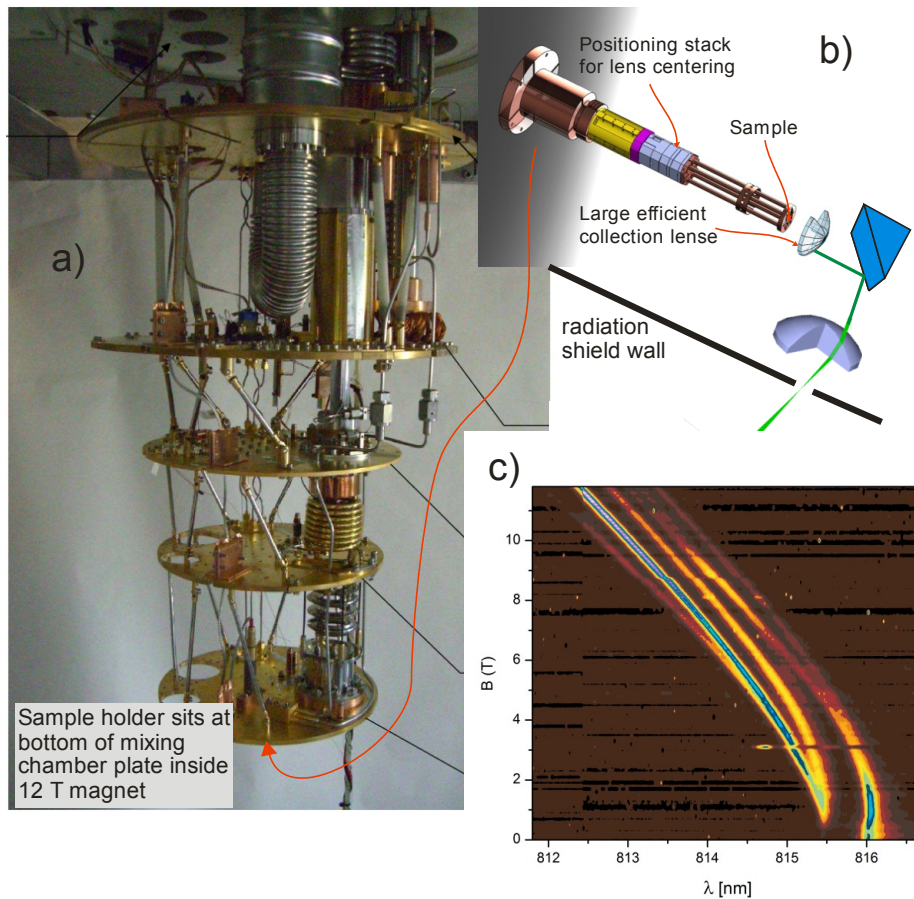 a)
Sample holder sits at
bottom of mixing
chamber plate inside
12 T magnet
b)
Positioning stack
for lens centering
Sample
Large efficient
collection lense
radiation
shield wall
c)
B (T)
10
8
6
4
2
0
812
813
814
815
816
λ [nm]